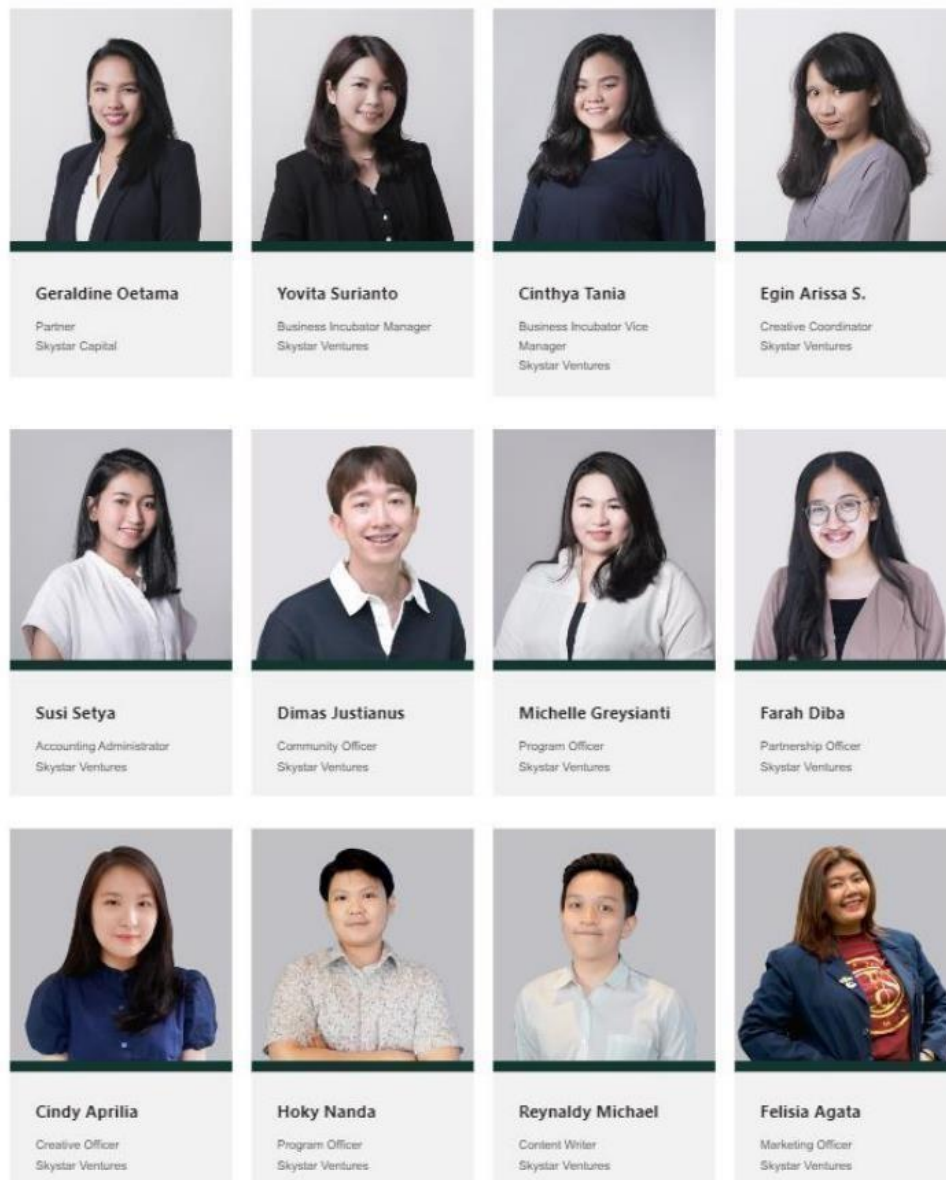 Geraldine Oetama
Partner
Skystar Capital
Yovita Surianto
Business Incubator Manager
Skystar Ventures
Cinthya Tania
Business Incubator Vice
Manager
Skystar Ventures
Egin Arissa S.
Creative Coordinator
Skystar Ventures
Susi Setya
Accounting Administrator
Skystar Ventures
Dimas Justianus
Community Officer
Skystar Ventures
Michelle Greysianti
Program Officer
Skystar Ventures
Farah Diba
Partnership Officer
Skystar Ventures
Cindy Aprilia
Creative Officer
Skystar Ventures
Hoky Nanda
Program Officer
Skystar Ventures
Reynaldy Michael
Content Writer
Skystar Ventures
Felisia Agata
Marketing Officer
Skystar Ventures